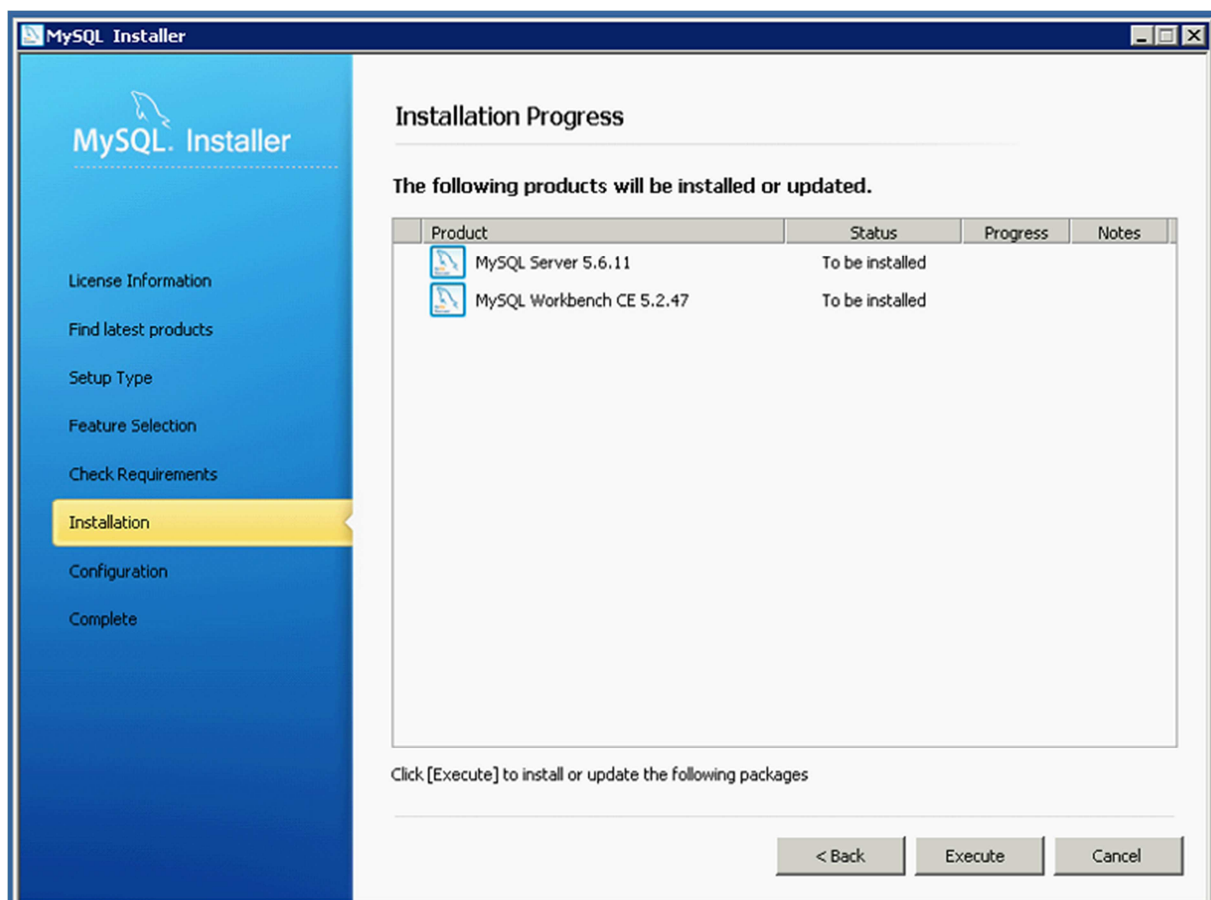 MySQL Installer
MySQL. Installer
License Information
Find latest products
Setup Type
Feature Selection
Check Requirements
Installation
Configuration
Complete
Installation Progress
The following products will be installed or updated.
Product Status Progress Notes
MySQL Server 5.6.11 To be installed
MySQL Workbench CE 5.2.47 To be installed
Click [Execute] to install or update the following packages
< Back Execute Cancel